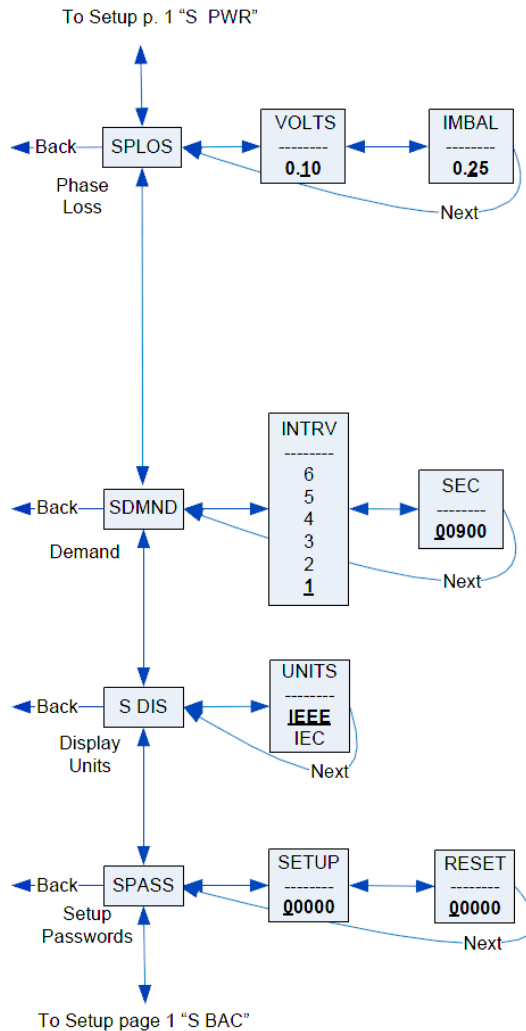 To Setup p. 1 “S  PWR”
Back
SPLOS
Phase
Loss
VOLTS
--------
0.10
IMBAL
--------
0.25
Next
Back
SDMND
Demand
INTRV
--------
6
5
4
3
2
1
SEC
--------
00900
Next
Back
S DIS
Display
Units
UNITS
--------
IEEE
IEC
Next
Back
SPASS
Setup
Passwords
SETUP
--------
00000
RESET
--------
00000
Next
To Setup page 1 “S BAC”